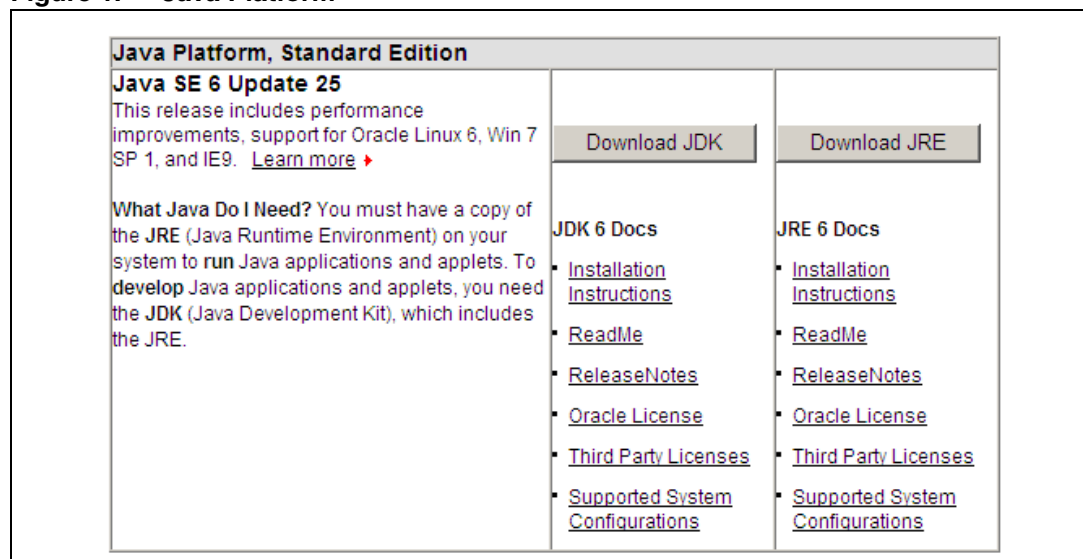 Java Platform, Standard Edition
Java SE 6 Update 25
This release includes performance
improvements, support for Oracle Linux 6, Win 7
SP 1, and IE9. Learn more
What Java Do I Need? You must have a copy of
the JRE (Java Runtime Environment) on your
system to run Java applications and applets. To
develop Java applications and applets, you need
the JDK (Java Development Kit), which includes
the JRE.
Download JDK
JDK 6 Docs
Installation
Instructions
ReadMe
ReleaseNotes
Oracle License
Third Party Licenses
Supported System
Configurations
Download JRE
JRE 6 Docs
Installation
Instructions
ReadMe
ReleaseNotes
Oracle License
Third Party Licenses
Supported System
Configurations